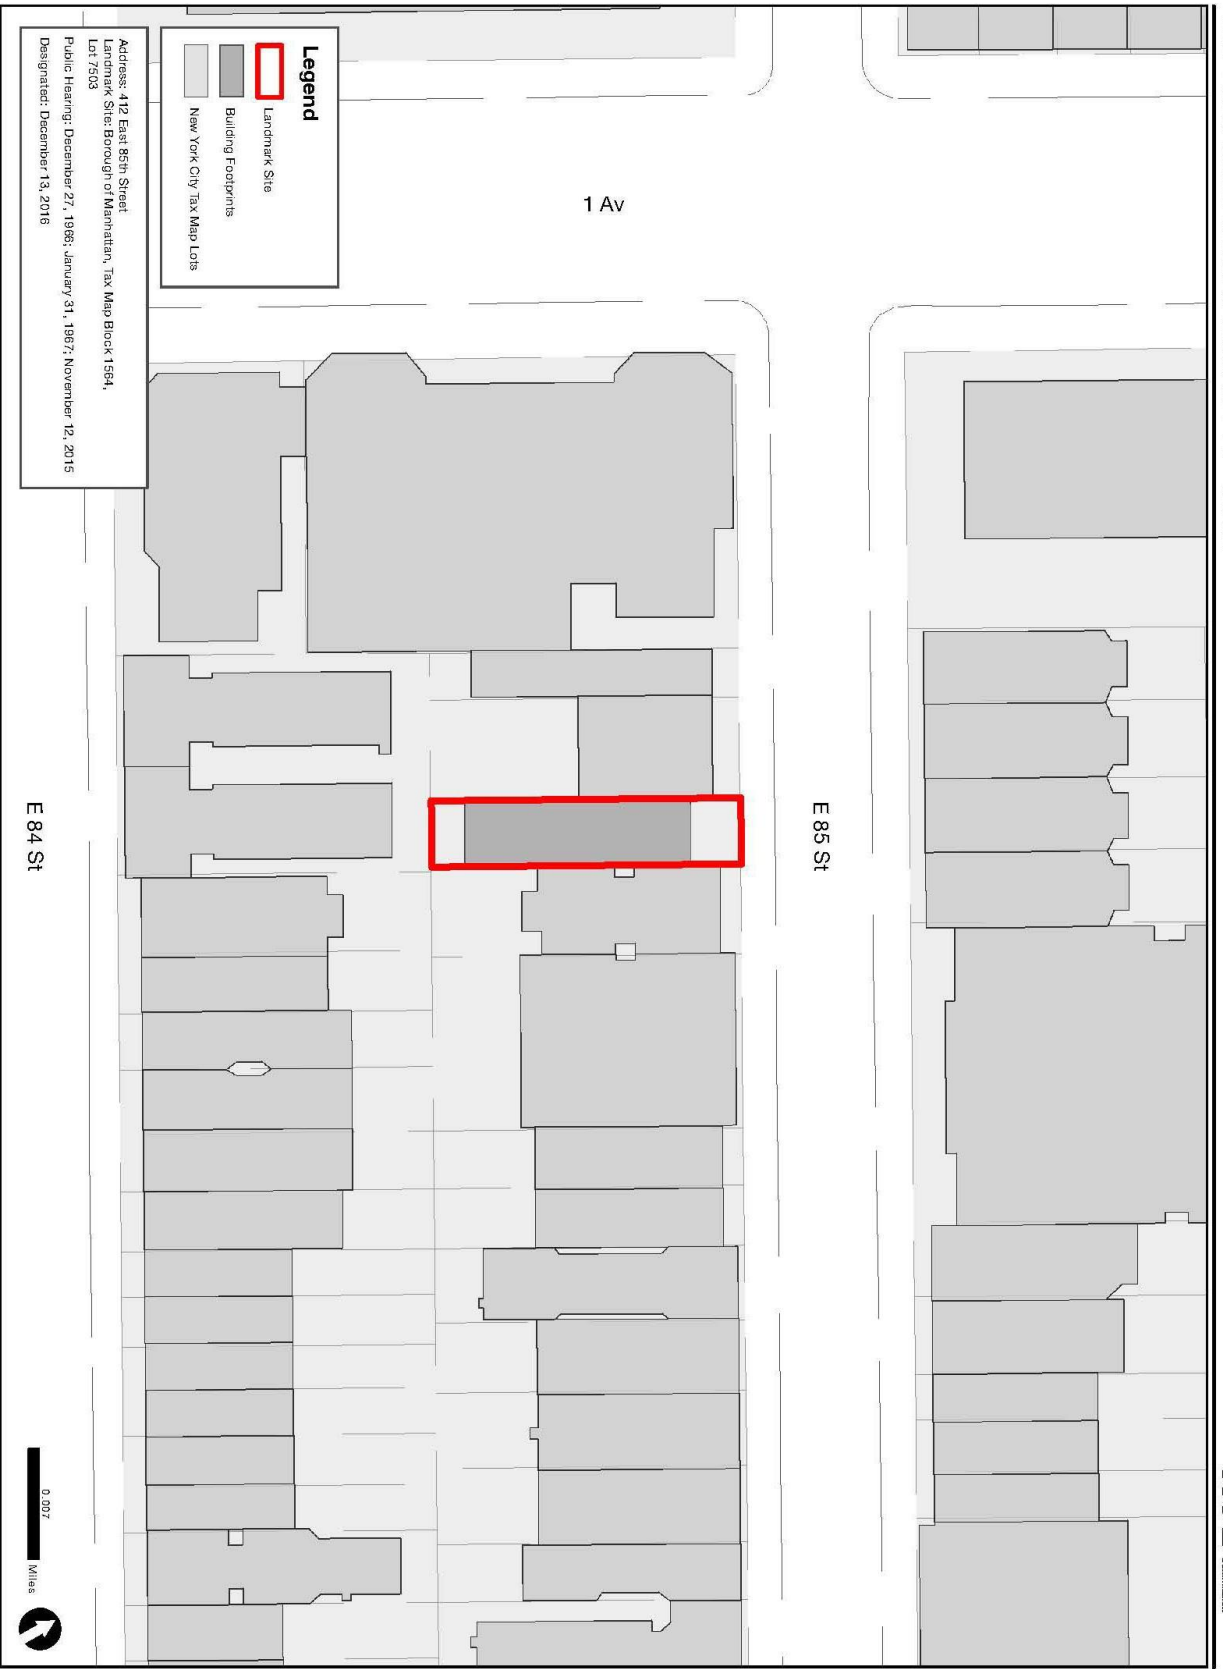 Legend
Landmark Site
Building Footprints
New York City Tax Map Lots
Address: 412 East 85th Street
Landmark Site: Borough of Manhattan, Tax Map Block 1564,
Lot 7503
Public Hearing: December 27, 1966; January 31, 1967; November 12, 2015
Designated: December 13, 2016
1 Av
E 85 St
E 84 St
0.007
Miles